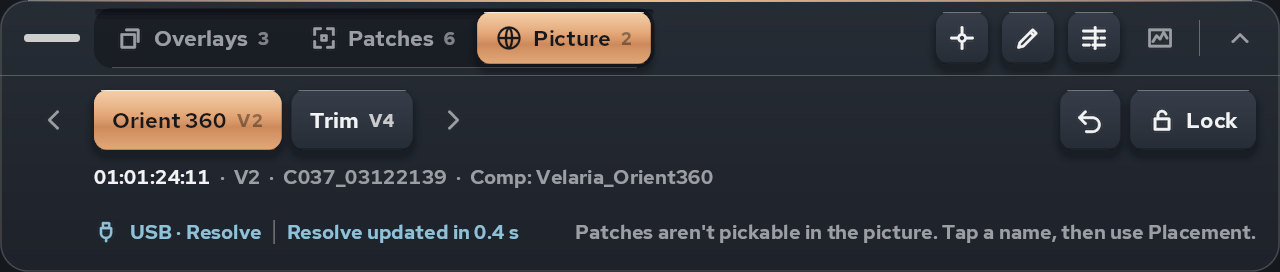 Overlays 3 Patches 6 Picture 2
Orient 360 V2 Trim V4 Lock
01:01:24:11 · V2 · C037_03122139 · Comp: Velaria_Orient360
USB · Resolve Resolve updated in 0.4 s Patches aren't pickable in the picture. Tap a name, then use Placement.